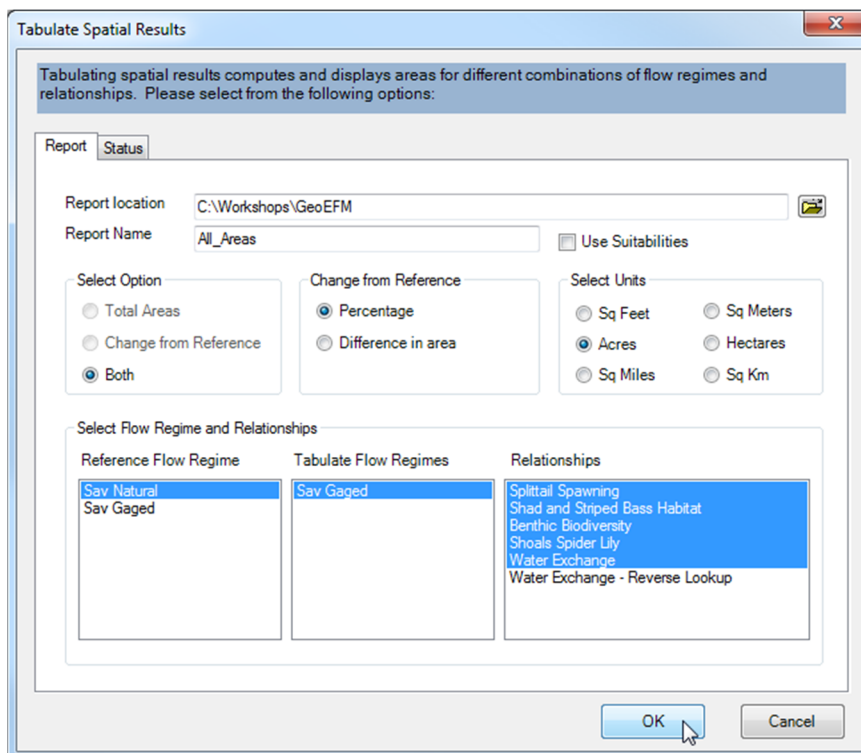 Tabulate Spatial Results
Tabulating spatial results computes and displays areas for different combinations of flow regimes and
relationships. Please select from the following options:
Report
Status
Report location
C:\Workshops\GeoEFM
Report Name
All_Areas
Use Suitabilities
Select Option
Total Areas
Change from Reference
Both
Change from Reference
Percentage
Difference in area
Select Units
Sq Feet
Sq Meters
Acres
Hectares
Sq Miles
Sq Km
Select Flow Regime and Relationships
Reference Flow Regime
Sav Natural
Sav Gaged
Tabulate Flow Regimes
Sav Gaged
Relationships
Splittail Spawning
Shad and Striped Bass Habitat
Benthic Biodiversity
Shoals Spider Lily
Water Exchange
Water Exchange - Reverse Lookup
OK
Cancel